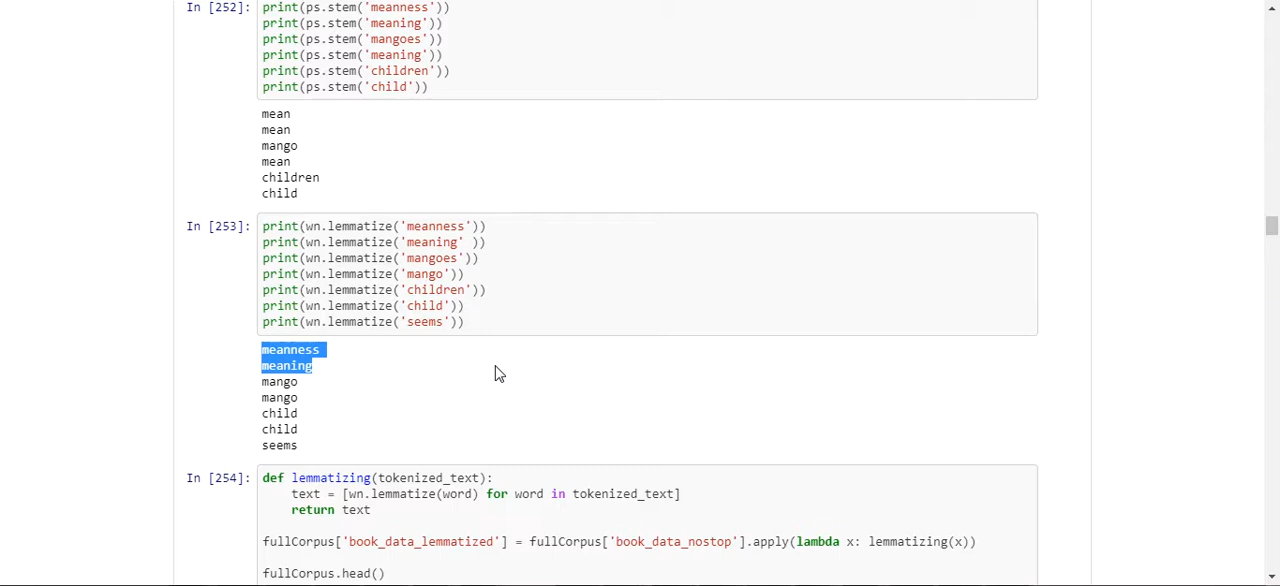 In [252]: print(ps.stem('meanness'))
print(ps.stem('meaning'))
print(ps.stem('mangoes'))
print(ps.stem('meaning'))
print(ps.stem('children'))
print(ps.stem('child'))
mean
mean
mango
mean
children
child
In [253]: print(wn.lemmatize('meanness'))
print(wn.lemmatize('meaning' ))
print(wn.lemmatize('mangoes'))
print(wn.lemmatize('mango'))
print(wn.lemmatize('children'))
print(wn.lemmatize('child'))
print(wn.lemmatize('seems'))
meanness
meaning
mango
mango
child
child
seems
In [254]: def lemmatizing(tokenized_text):
text = [wn.lemmatize(word) for word in tokenized_text]
return text
fullCorpus['book_data_lemmatized'] = fullCorpus['book_data_nostop'].apply(lambda x: lemmatizing(x))
fullCorpus.head()